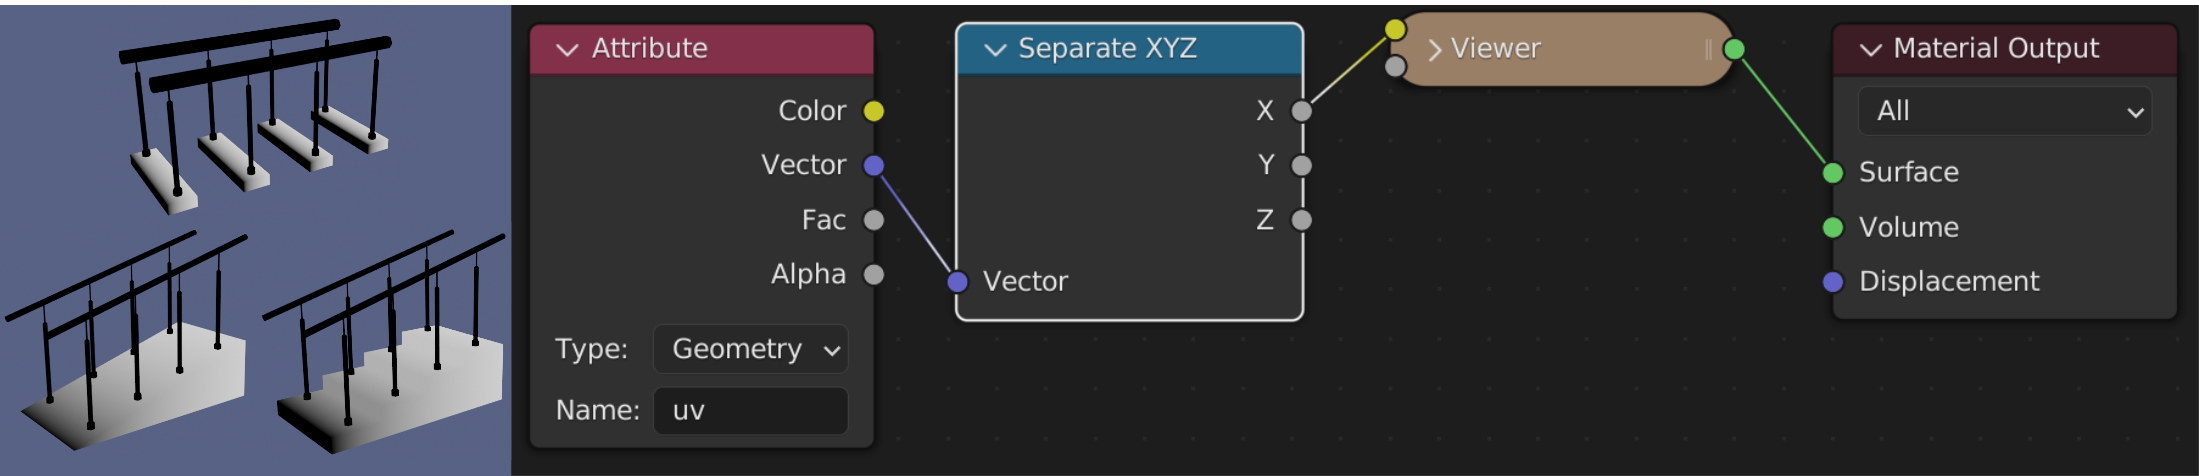 Attribute
Color
Vector
Fac
Alpha
Type: Geometry
Name: uv
Separate XYZ
X
Y
Z
Vector
Viewer
Material Output
All
Surface
Volume
Displacement